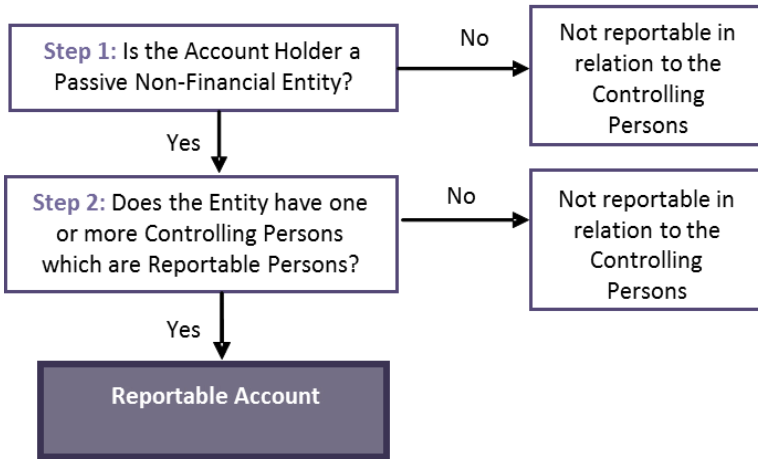 Step 1: Is the Account Holder a
Passive Non-Financial Entity?
No
Not reportable in
relation to the
Controlling
Persons
Yes
Step 2: Does the Entity have one
or more Controlling Persons
which are Reportable Persons?
No
Not reportable in
relation to the
Controlling
Persons
Yes
Reportable Account